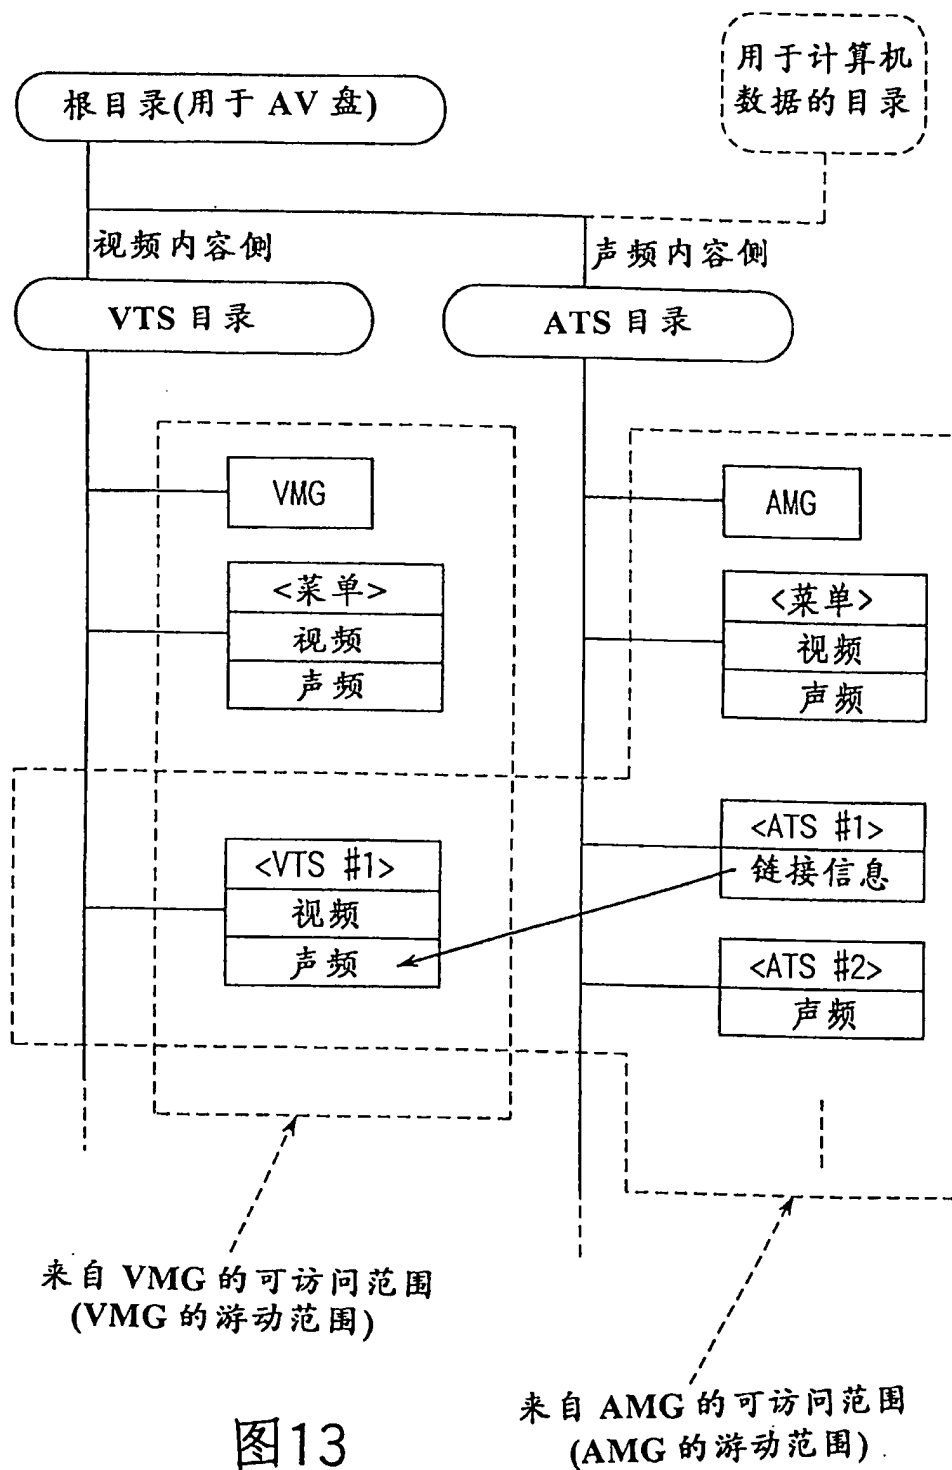 用于计算机
数据的目录
根目录(用于 AV 盘)
视频内容侧
声频内容侧
VTS 目录
ATS 目录
VMG
<菜单>
视频
声频
AMG
<菜单>
视频
声频
<VTS #1>
视频
声频
<ATS #1>
链接信息
<ATS #2>
声频
来自 VMG 的可访问范围
(VMG 的游动范围)
来自 AMG 的可访问范围
(AMG 的游动范围)
图13